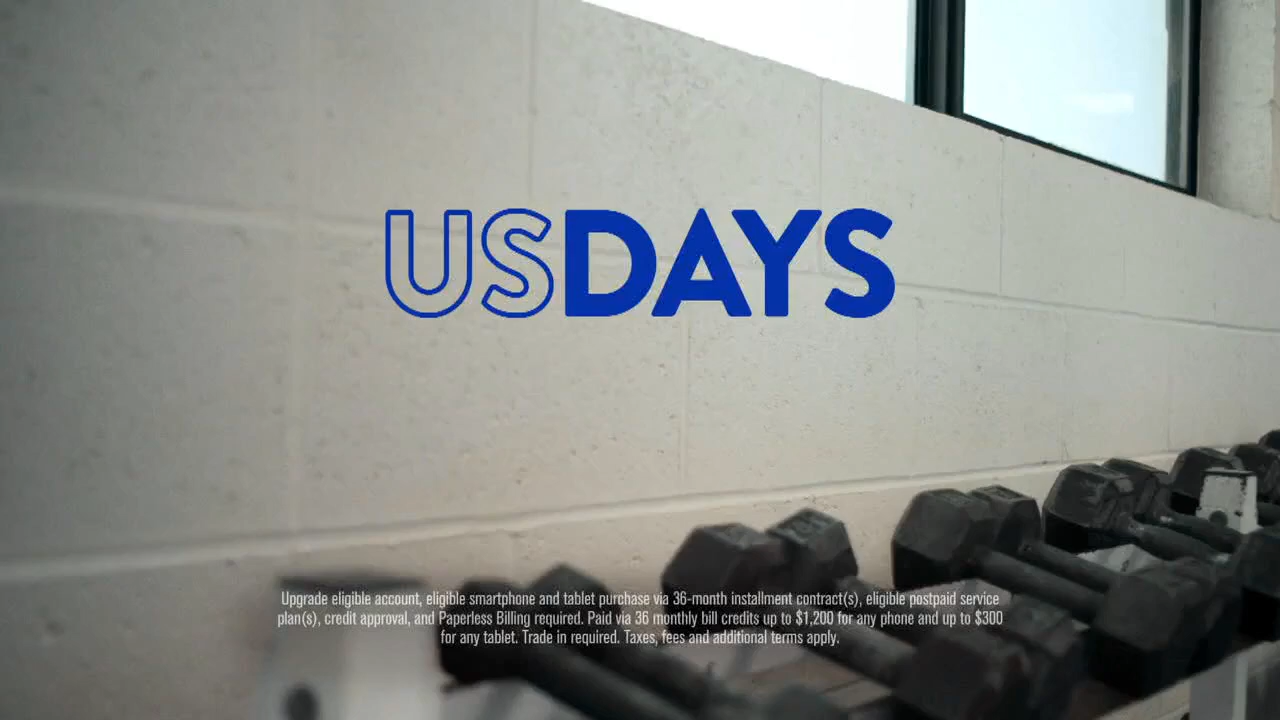 USDAYS
Upgrade eligible account, eligible smartphone and tablet purchase via 36-month installment contract(s), eligible postpaid service
plan(s), credit approval, and Paperless Billing required. Paid via 36 monthly bill credits up to $1,200 for any phone and up to $300
for any tablet. Trade in required. Taxes, fees and additional terms apply.